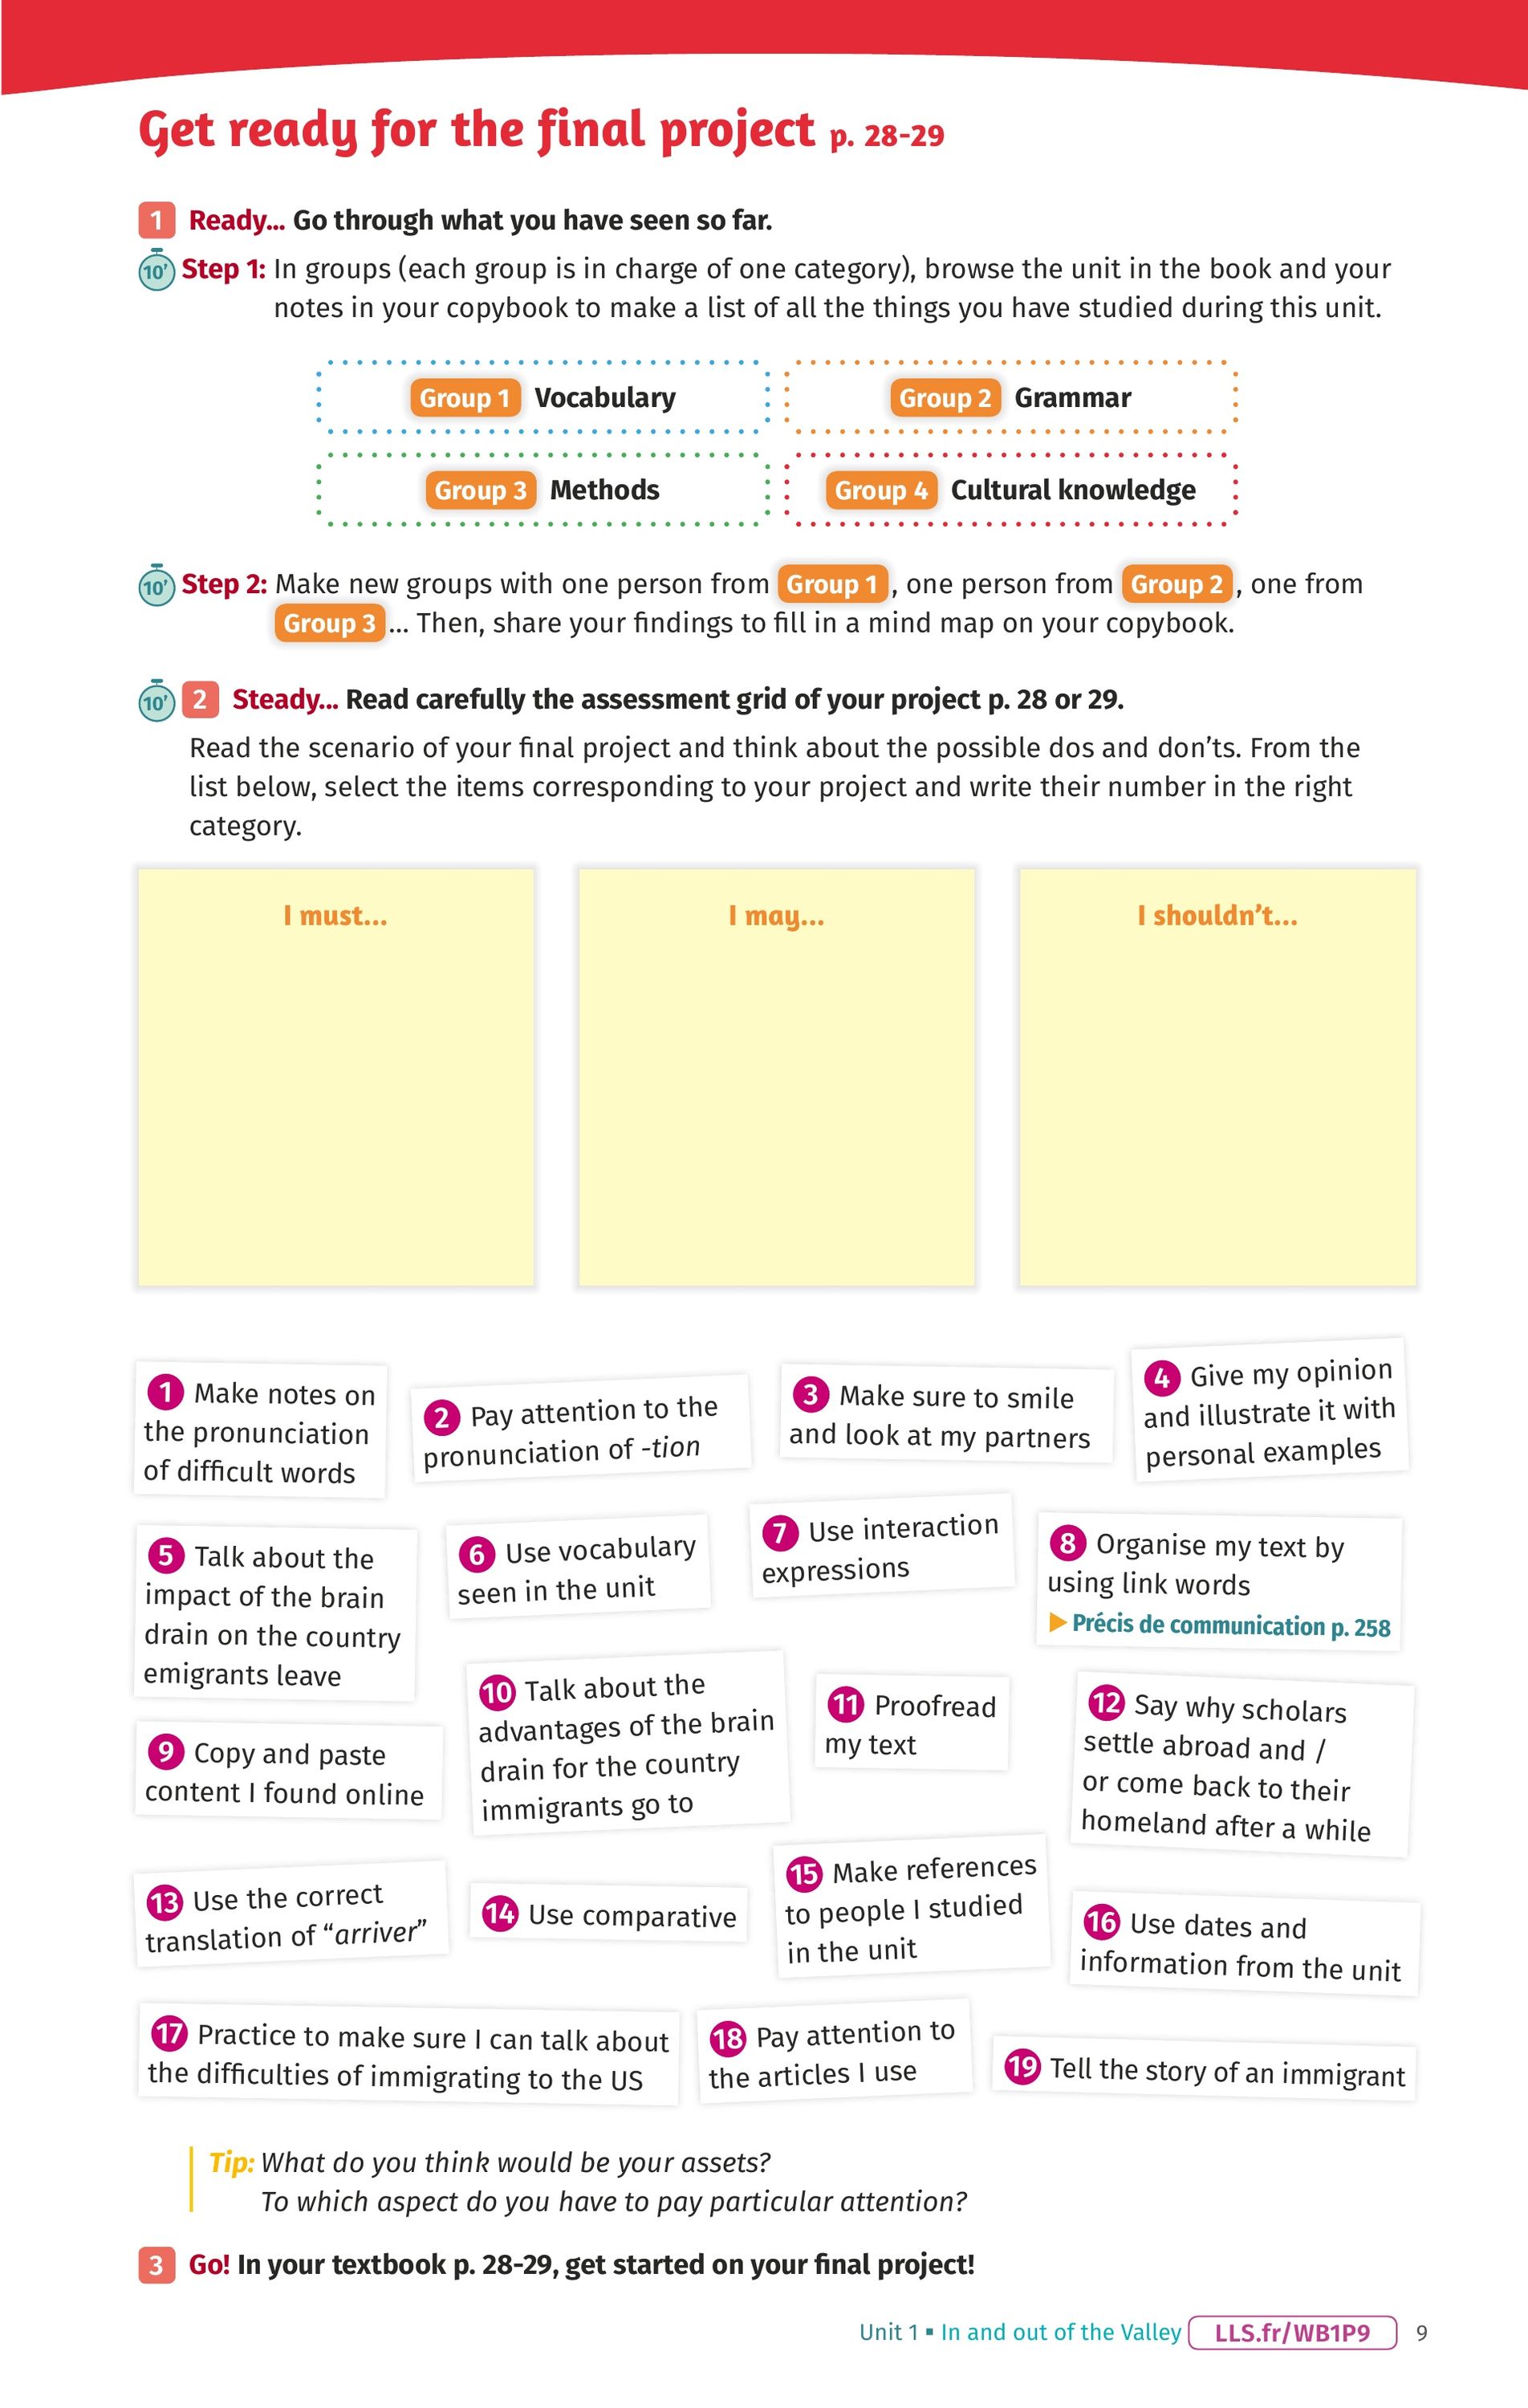 Get ready for the final project p. 28-29
1 Ready... Go through what you have seen so far.
10’ Step 1: In groups (each group is in charge of one category), browse the unit in the book and your
notes in your copybook to make a list of all the things you have studied during this unit.
Group 1 Vocabulary
Group 2 Grammar
Group 3 Methods
Group 4 Cultural knowledge
10’ Step 2: Make new groups with one person from Group 1, one person from Group 2, one from
Group 3... Then, share your findings to fill in a mind map on your copybook.
10’ 2 Steady... Read carefully the assessment grid of your project p. 28 or 29.
Read the scenario of your final project and think about the possible dos and don’ts. From the
list below, select the items corresponding to your project and write their number in the right
category.
I must...
I may...
I shouldn’t...
1 Make notes on
the pronunciation
of difficult words
2 Pay attention to the
pronunciation of -tion
3 Make sure to smile
and look at my partners
4 Give my opinion
and illustrate it with
personal examples
5 Talk about the
impact of the brain
drain on the country
emigrants leave
6 Use vocabulary
seen in the unit
7 Use interaction
expressions
8 Organise my text by
using link words
▶ Précis de communication p. 258
9 Copy and paste
content I found online
10 Talk about the
advantages of the brain
drain for the country
immigrants go to
11 Proofread
my text
12 Say why scholars
settle abroad and /
or come back to their
homeland after a while
13 Use the correct
translation of “arriver”
14 Use comparative
15 Make references
to people I studied
in the unit
16 Use dates and
information from the unit
17 Practice to make sure I can talk about
the difficulties of immigrating to the US
18 Pay attention to
the articles I use
19 Tell the story of an immigrant
Tip: What do you think would be your assets?
To which aspect do you have to pay particular attention?
3 Go! In your textbook p. 28-29, get started on your final project!
Unit 1 ▪ In and out of the Valley LLS.fr/WB1P9 9